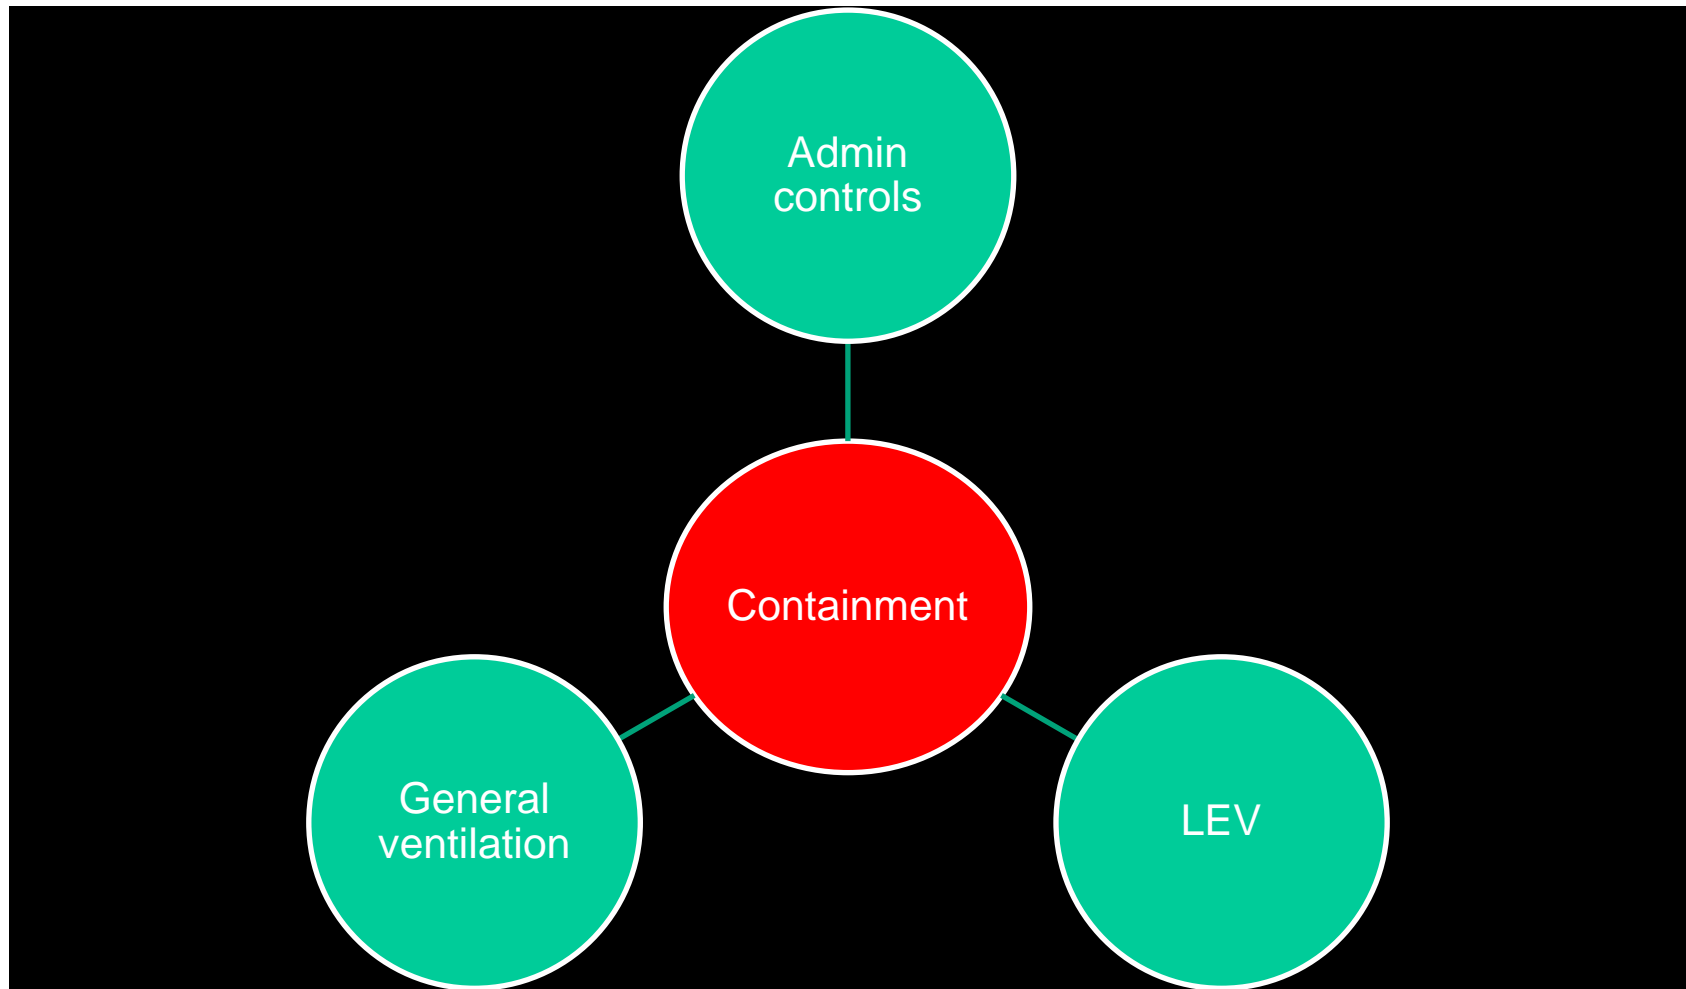 Admin
controls
Containment
General
ventilation
LEV